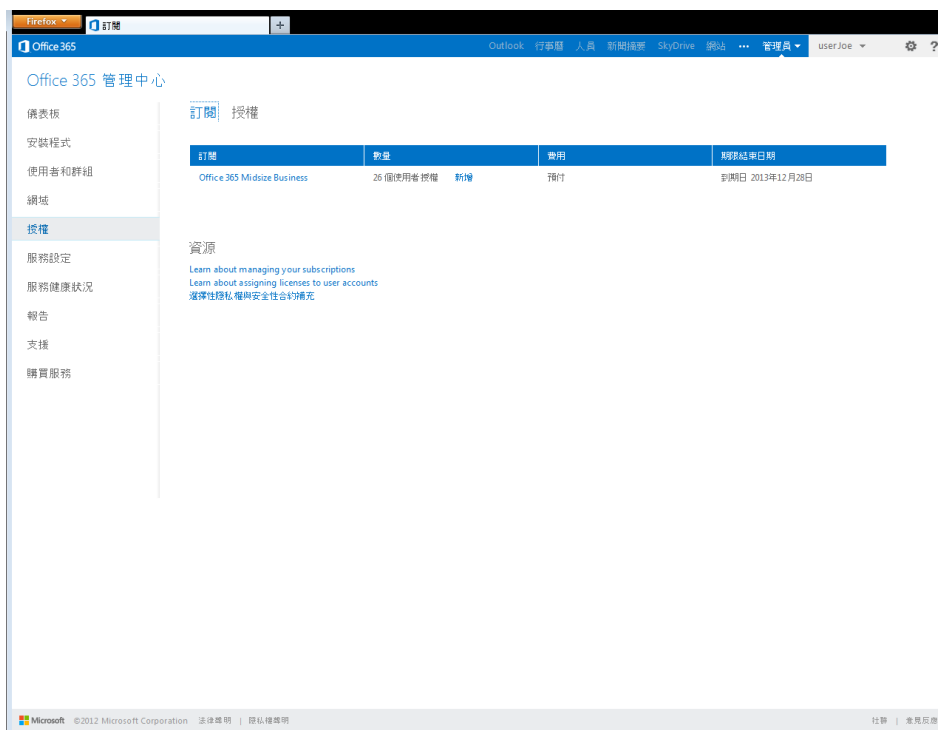 Firefox
訂閱
+
Office 365
Outlook 行事曆 人員 新聞摘要 SkyDrive 網站 ••• 管理員 userJoe ?
Office 365 管理中心
儀表板
安裝程式
使用者和群組
網域
授權
服務設定
服務健康狀況
報告
支援
購買服務
訂閱 授權
訂閱 數量 費用 期限結束日期
Office 365 Midsize Business 26 個使用者授權 新增 預付 到期日 2013年12月28日
資源
Learn about managing your subscriptions
Learn about assigning licenses to user accounts
選擇性隱私權與安全性合約補充
Microsoft ©2012 Microsoft Corporation 法律聲明 | 隱私權聲明 社群 | 意見反應